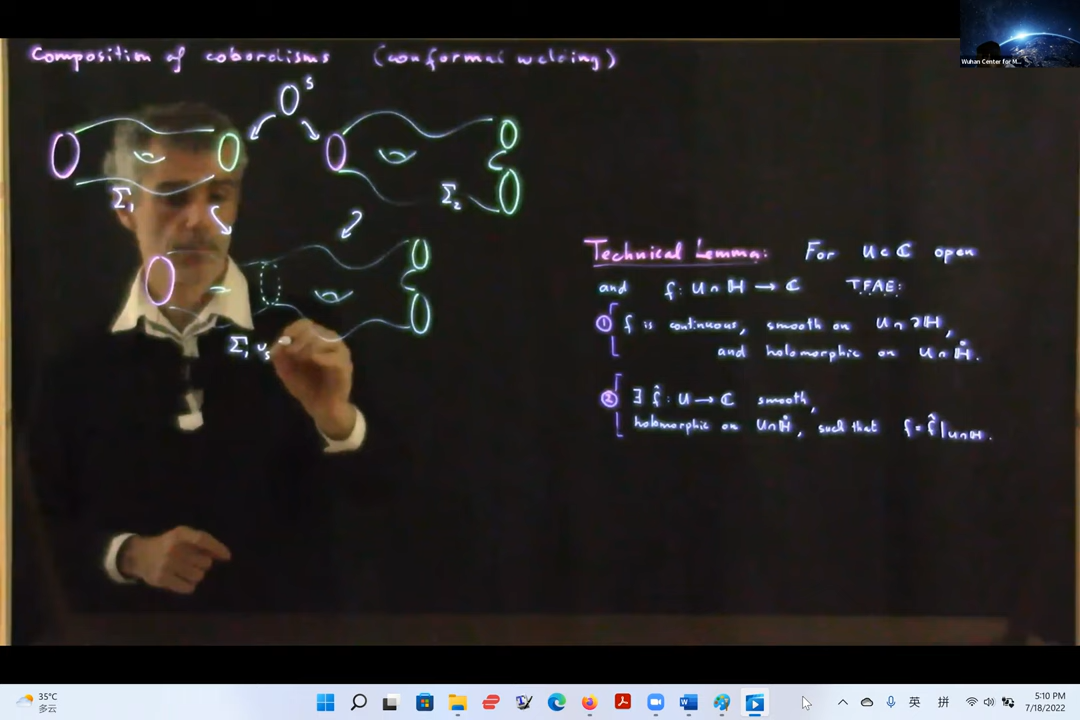 Composition of cobordisms (conformal welding)
S
Σ₁
Σ₂
Σ₁ ∪ₛ
Technical Lemma: For U ⊂ ℂ open
and f: U ∩ ℍ → ℂ TFAE:
① f is continuous, smooth on U ∩ ∂ℍ,
and holomorphic on U ∩ ℍ̊.
② ∃ f̂: U → ℂ smooth,
holomorphic on U ∩ ℍ̊, such that f = f̂|U∩ℍ.
Wuhan Center for M...
35°C
多云
英 拼
5:10 PM
7/18/2022